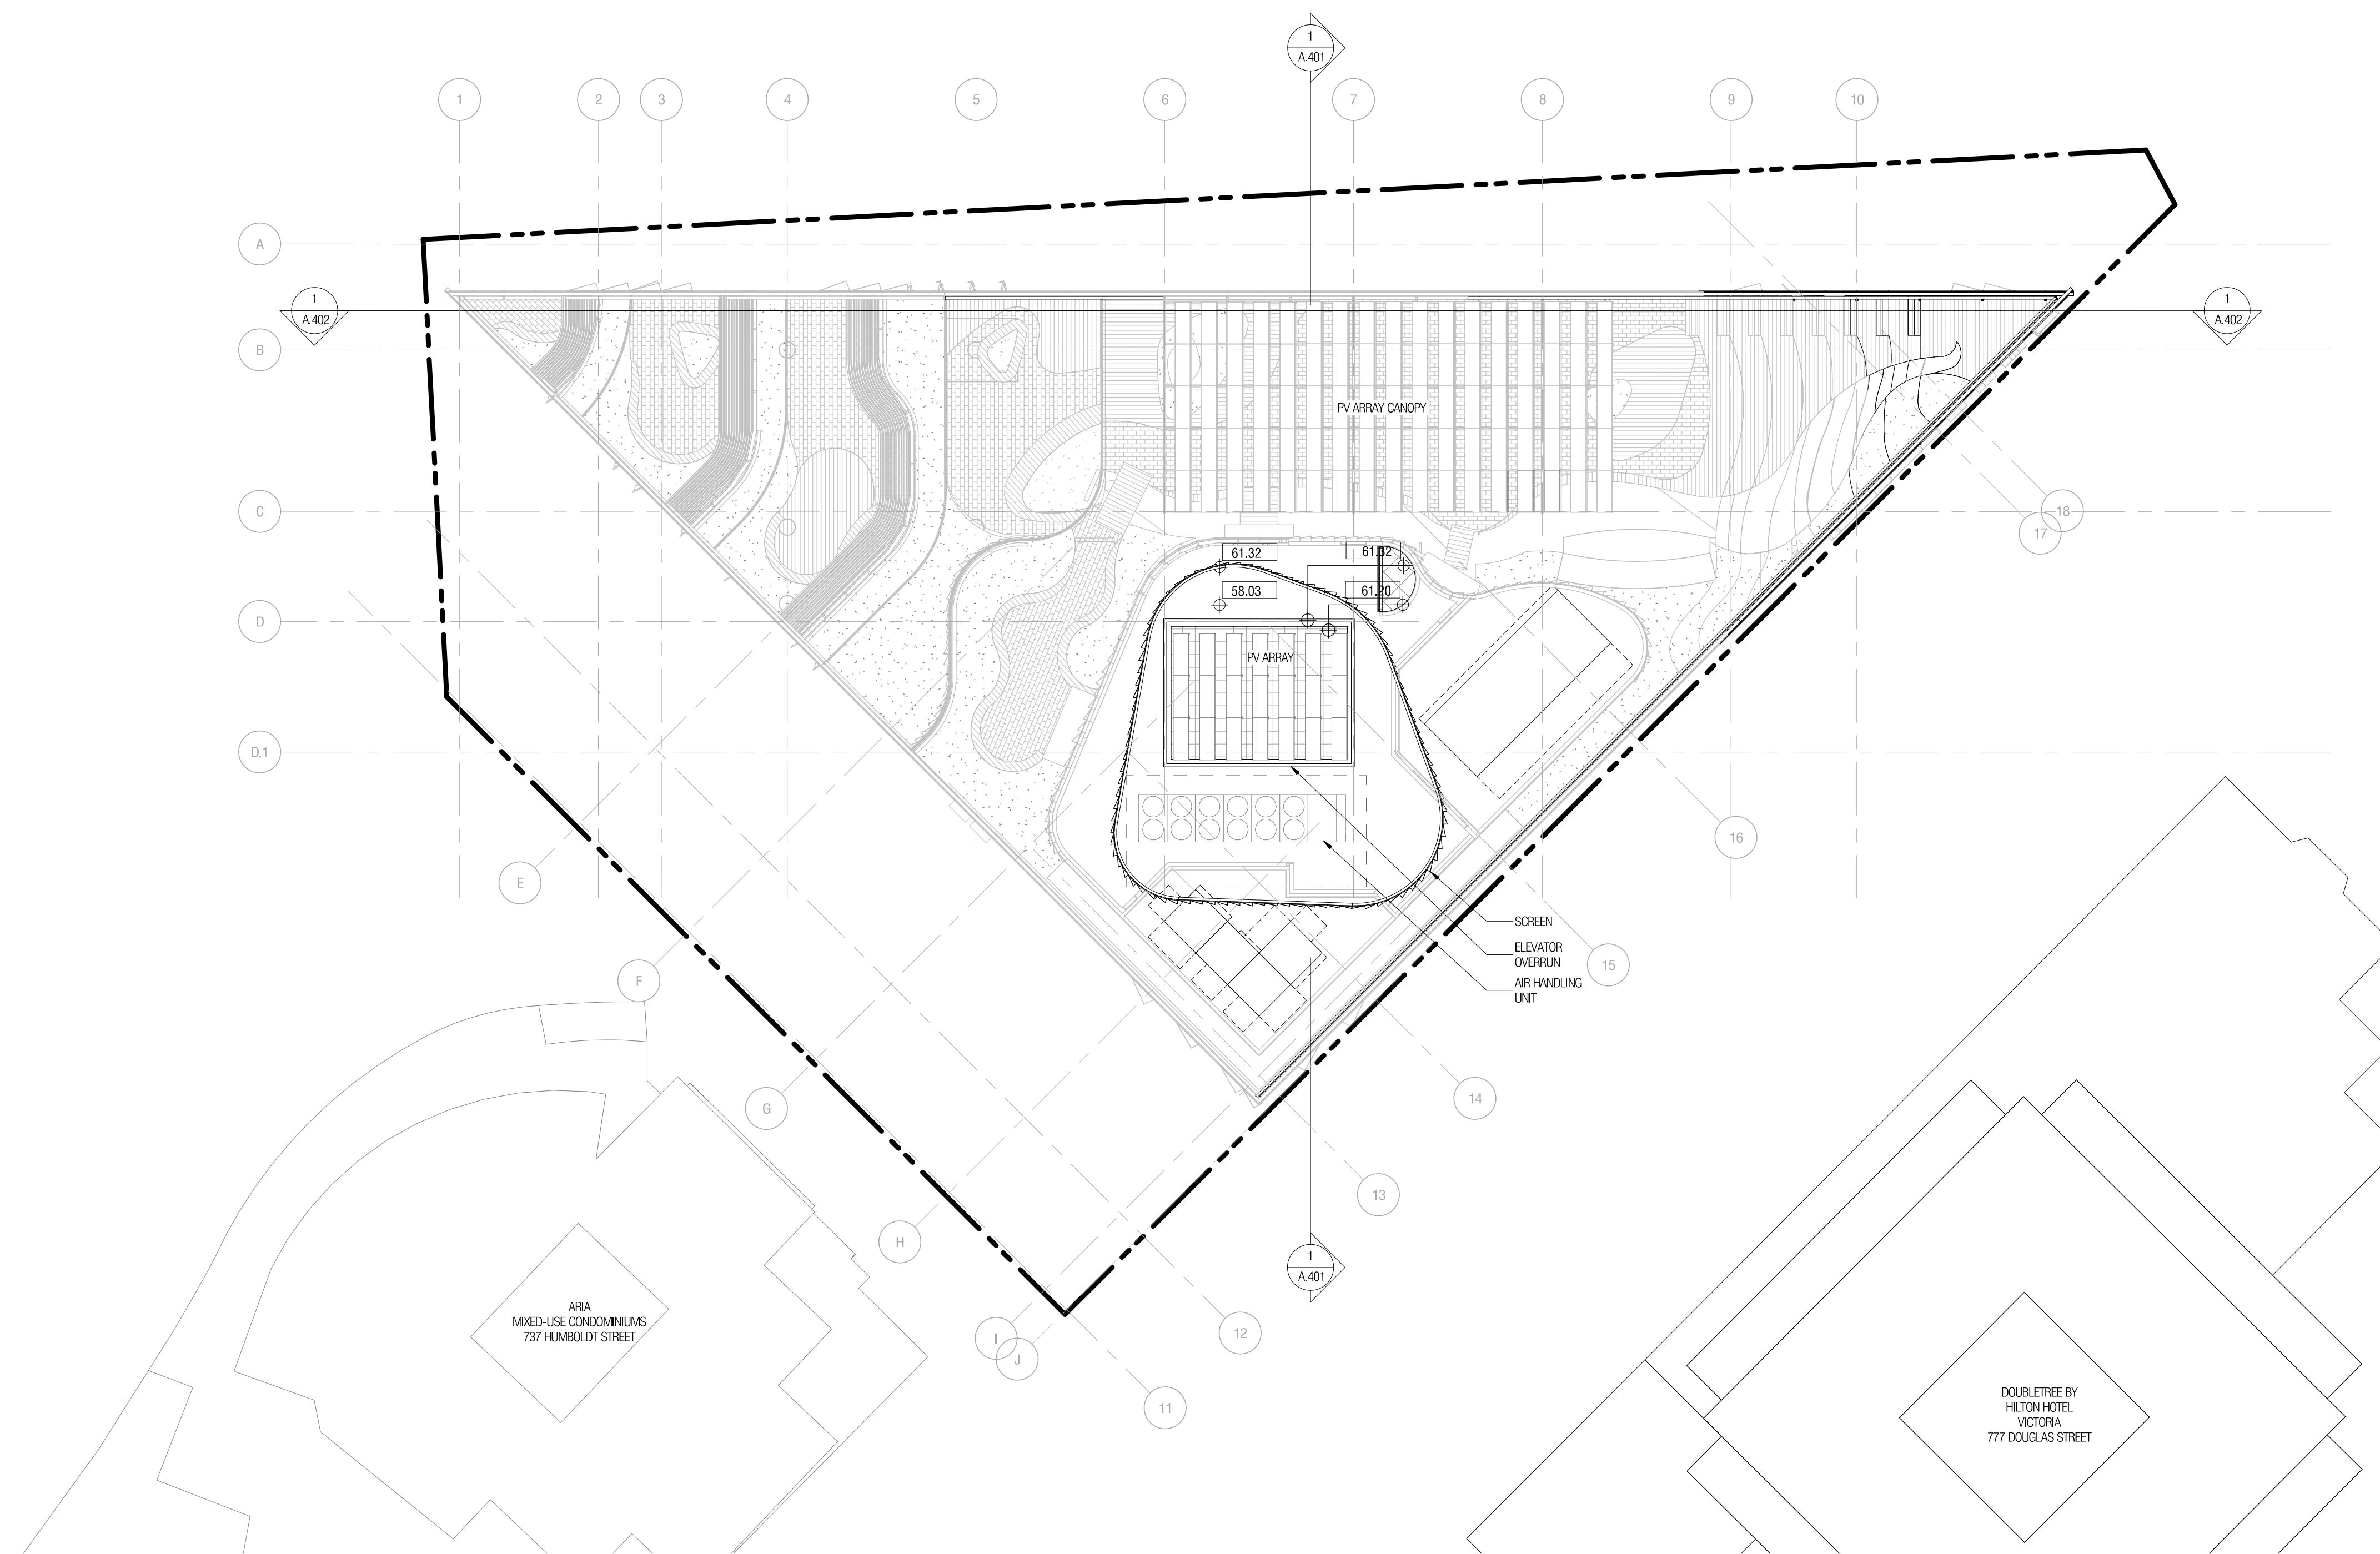 1
A.401
1
2
3
4
5
6
7
8
9
10
A
1
A.402
1
A.402
B
PV ARRAY CANOPY
C
18
17
61.32
61.32
58.03
61.20
D
PV ARRAY
D.1
16
E
SCREEN
ELEVATOR
OVERRUN
15
F
AIR HANDLING
UNIT
14
G
13
H
1
A.401
ARIA
MIXED-USE CONDOMINIUMS
737 HUMBOLDT STREET
12
I
J
DOUBLETREE BY
HILTON HOTEL
VICTORIA
777 DOUGLAS STREET
11